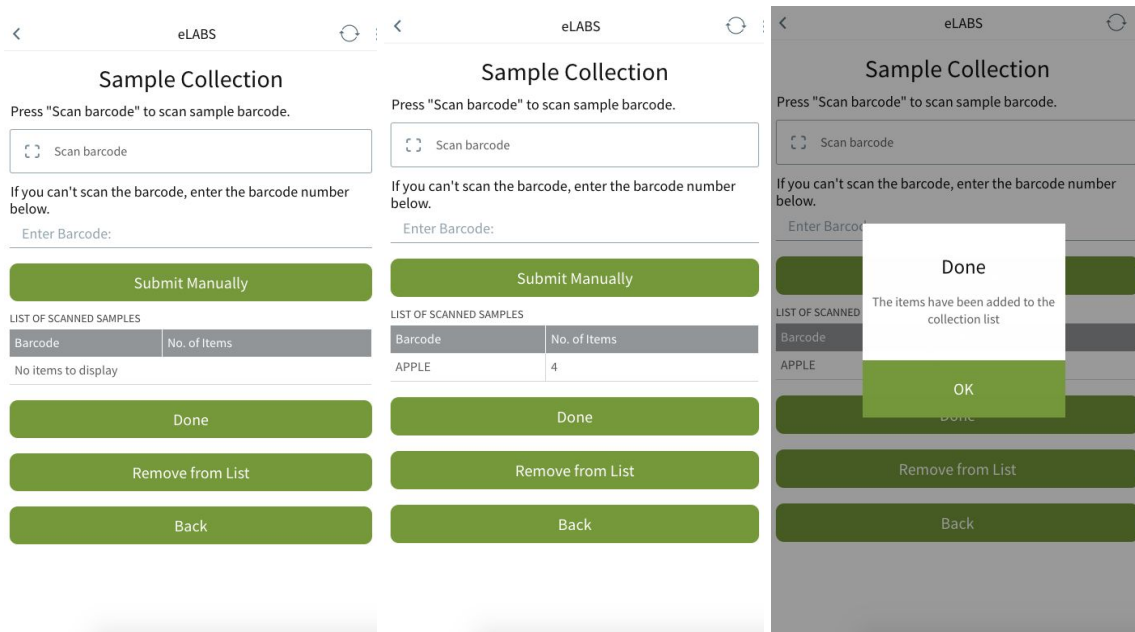 eLABS
Sample Collection
Press "Scan barcode" to scan sample barcode.
Scan barcode
If you can't scan the barcode, enter the barcode number
below.
Enter Barcode:
Submit Manually
LIST OF SCANNED SAMPLES
Barcode No. of Items
No items to display
Done
Remove from List
Back
eLABS
Sample Collection
Press "Scan barcode" to scan sample barcode.
Scan barcode
If you can't scan the barcode, enter the barcode number
below.
Enter Barcode:
Submit Manually
LIST OF SCANNED SAMPLES
Barcode No. of Items
APPLE 4
Done
Remove from List
Back
eLABS
Sample Collection
Press "Scan barcode" to scan sample barcode.
Scan barcode
If you can't scan the barcode, enter the barcode number
below.
Enter Barcod
Done
The items have been added to the
collection list
OK
LIST OF SCANNED
Barcode
APPLE
Done
Remove from List
Back